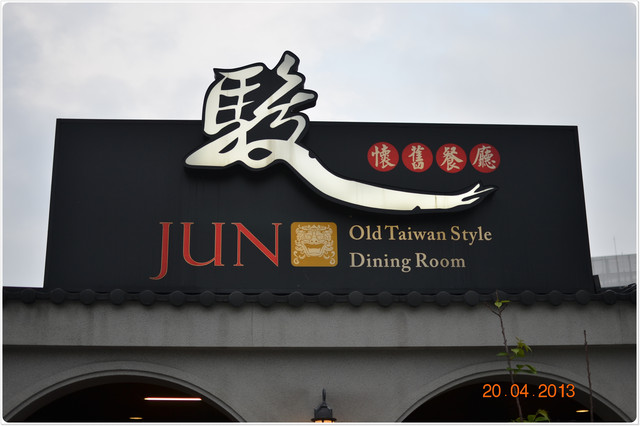 駿
懷舊餐廳
JUN
Old Taiwan Style
Dining Room
20.04.2013